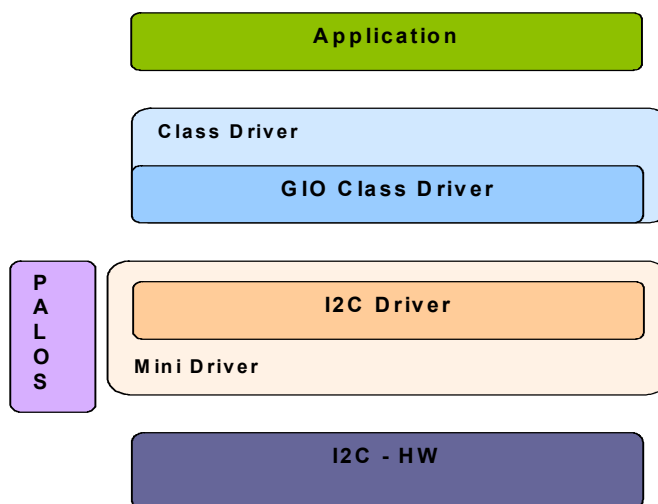 Application
Class Driver
GIO Class Driver
P
A
L
O
S
I2C Driver
Mini Driver
I2C - HW